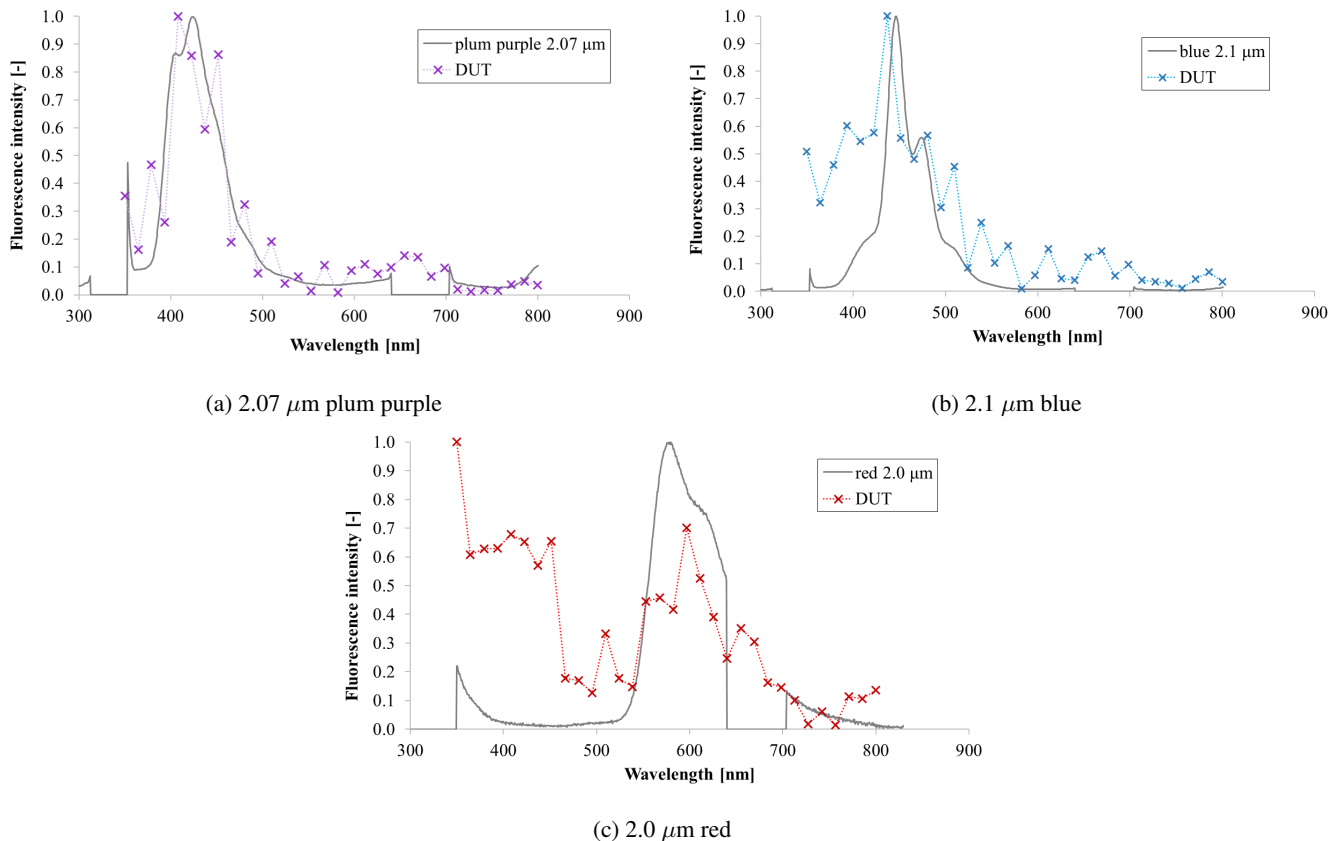 1.0
0.9
0.8
0.7
0.6
0.5
0.4
0.3
0.2
0.1
0.0
Fluorescence intensity [-]
300 400 500 600 700 800 900
Wavelength [nm]
plum purple 2.07 μm
DUT
(a) 2.07 μm plum purple
1.0
0.9
0.8
0.7
0.6
0.5
0.4
0.3
0.2
0.1
0.0
Fluorescence intensity [-]
300 400 500 600 700 800 900
Wavelength [nm]
blue 2.1 μm
DUT
(b) 2.1 μm blue
1.0
0.9
0.8
0.7
0.6
0.5
0.4
0.3
0.2
0.1
0.0
Fluorescence intensity [-]
300 400 500 600 700 800 900
Wavelength [nm]
red 2.0 μm
DUT
(c) 2.0 μm red